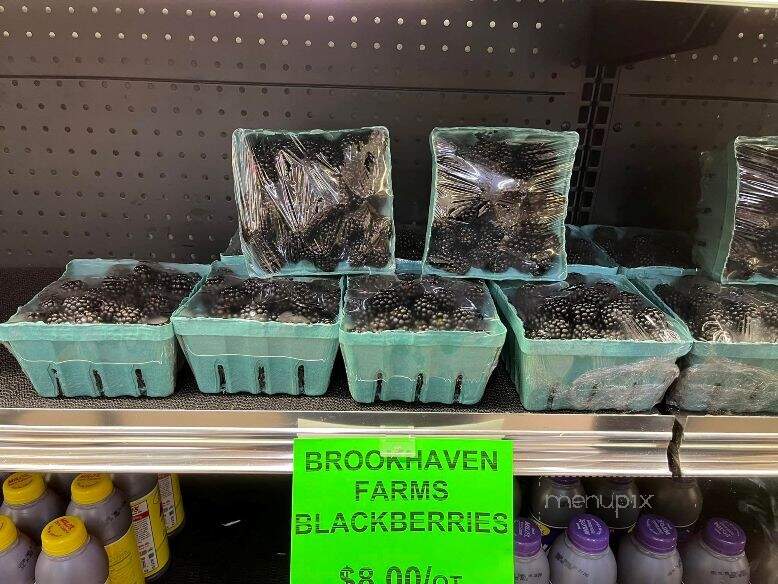 BROOKHAVEN
FARMS
BLACKBERRIES
$8.00/QT
menupix